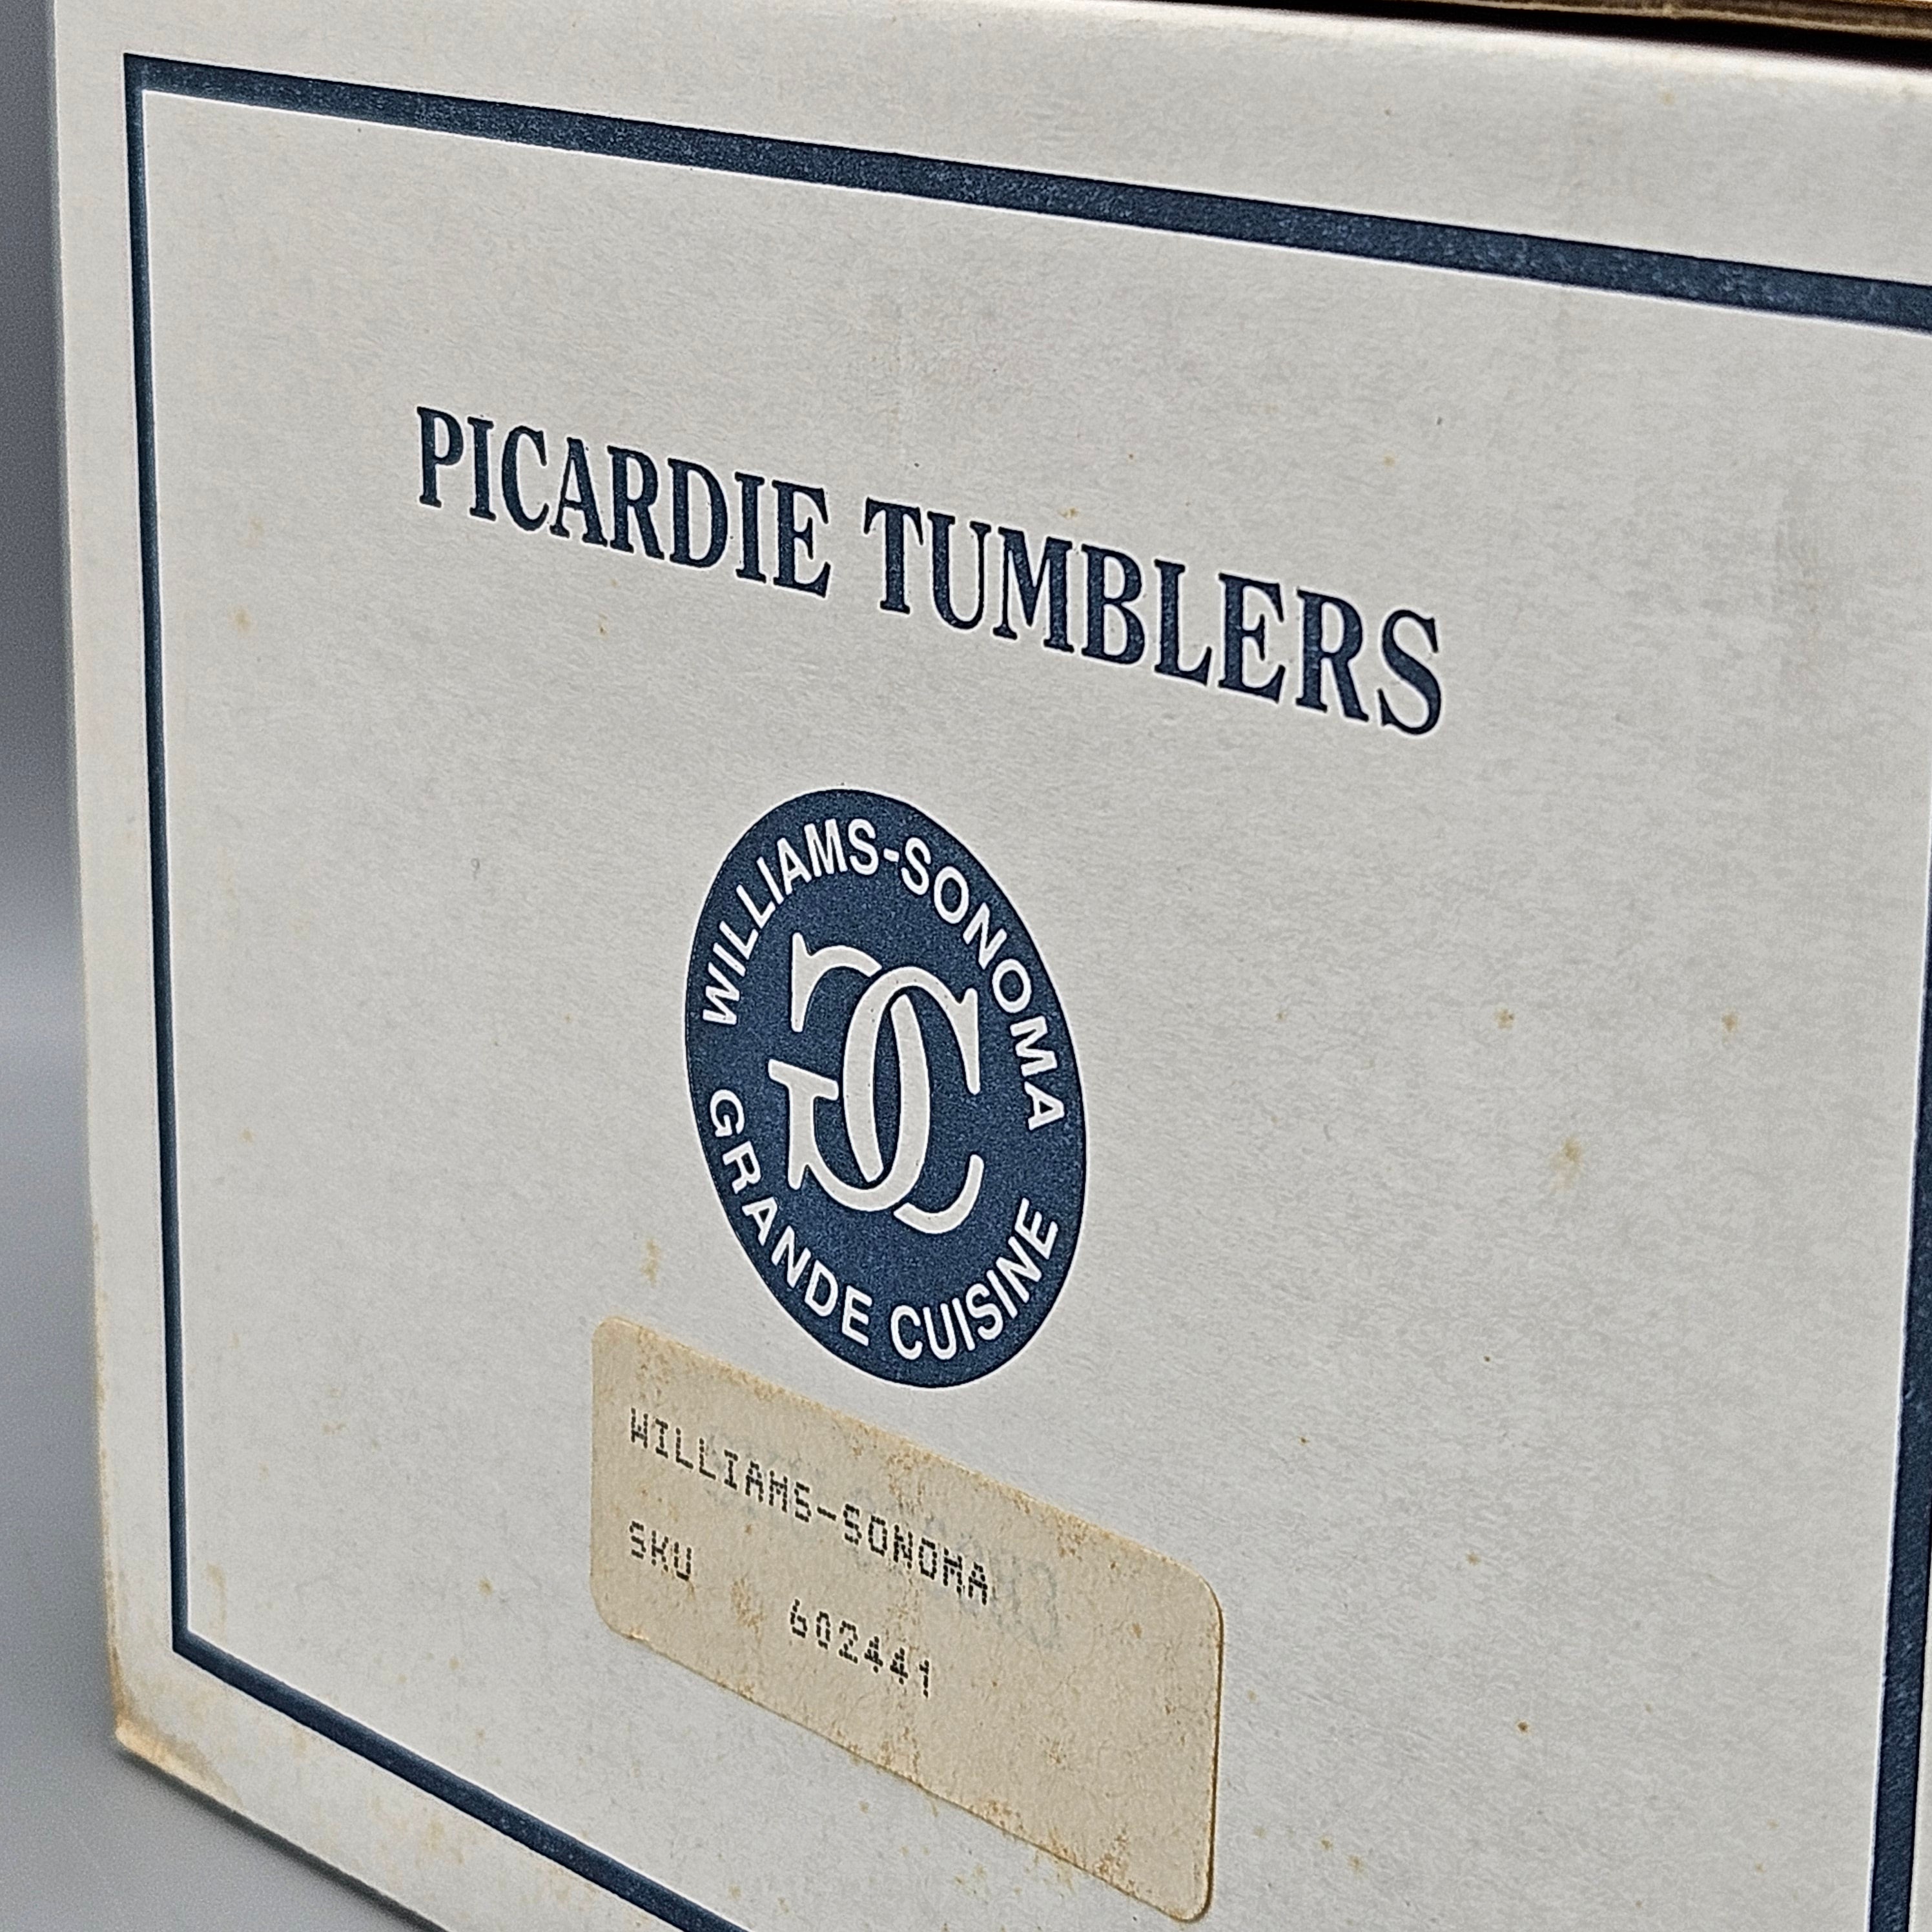 PICARDIE TUMBLERS
WILLIAMS-SONOMA
GC
GRANDE CUISINE
WILLIAMS-SONOMA
SKU 602441